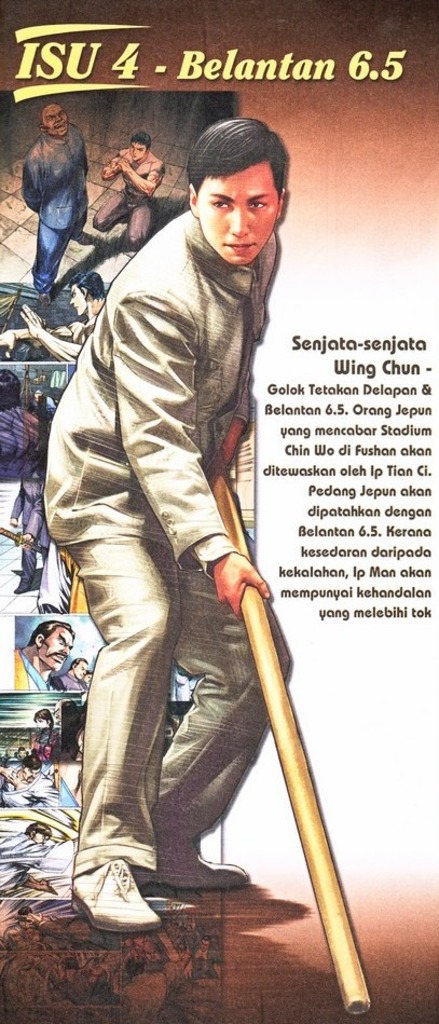 ISU 4 - Belantan 6.5
Senjata-senjata
Wing Chun -
Golok Tetakan Delapan &
Belantan 6.5. Orang Jepun
yang mencabar Stadium
Chin Wo di Fushan akan
ditewaskan oleh Ip Tian Ci.
Pedang Jepun akan
dipatahkan dengan
Belantan 6.5. Kerana
kesedaran daripada
kekalahan, Ip Man akan
mempunyai kehandalan
yang melebihi tok